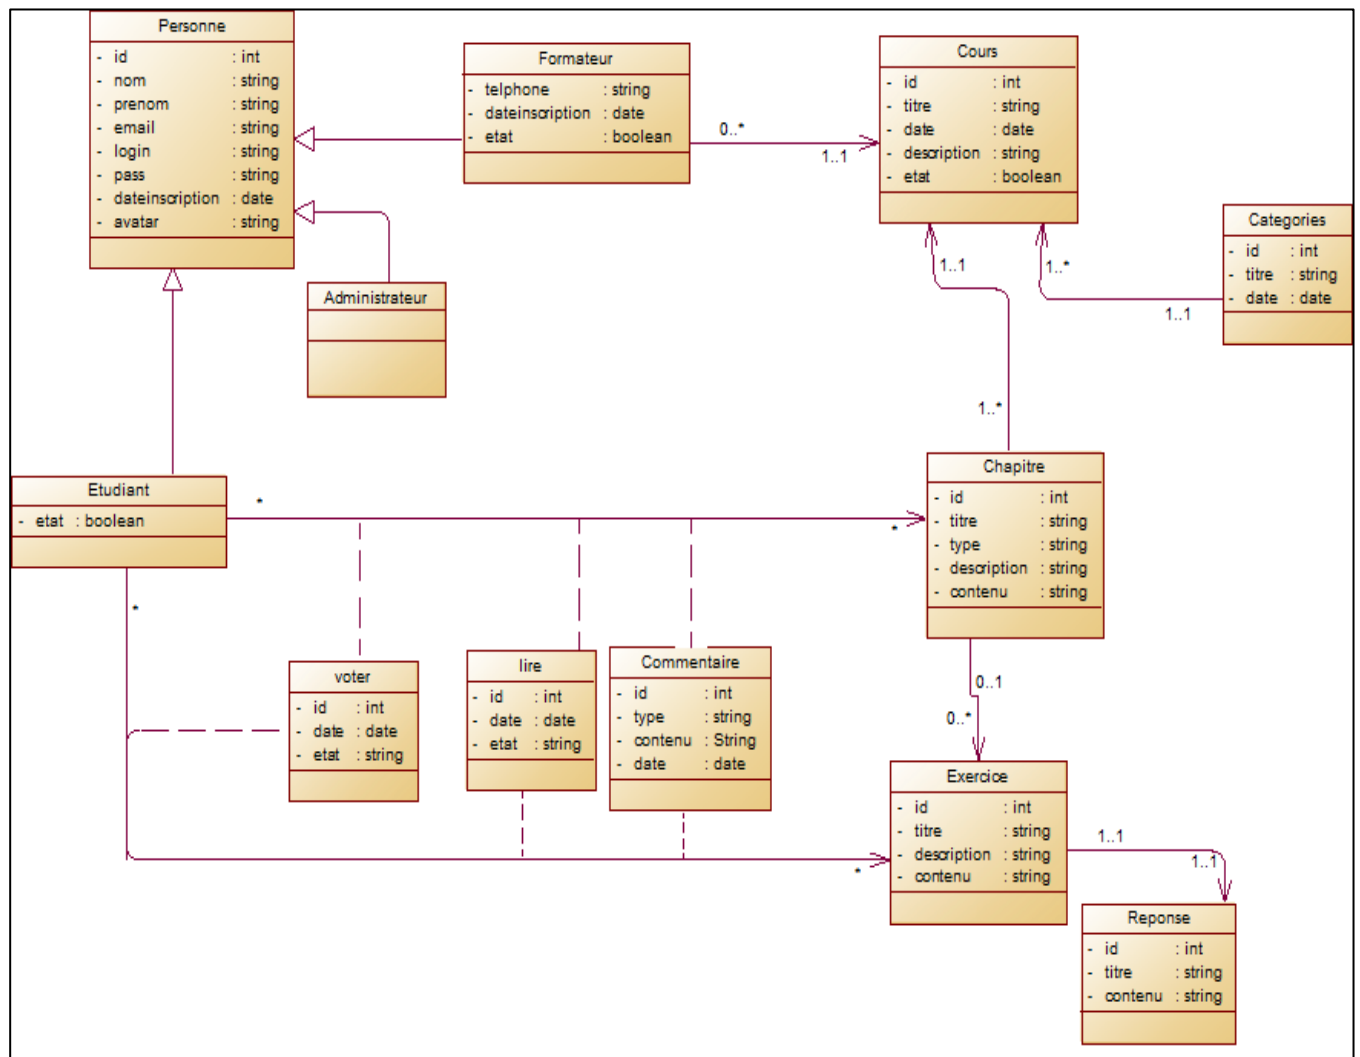 Personne
- id : int
- nom : string
- prenom : string
- email : string
- login : string
- pass : string
- dateinscription : date
- avatar : string
Formateur
- telphone : string
- dateinscription : date
- etat : boolean
0..*
1..1
Cours
- id : int
- titre : string
- date : date
- description : string
- etat : boolean
Categories
- id : int
- titre : string
- date : date
1..1
1..*
1..1
Administrateur
1..*
Etudiant
- etat : boolean
*
*
*
Chapitre
- id : int
- titre : string
- type : string
- description : string
- contenu : string
voter
- id : int
- date : date
- etat : string
lire
- id : int
- date : date
- etat : string
Commentaire
- id : int
- type : string
- contenu : String
- date : date
0..1
0..*
Exercice
- id : int
- titre : string
- description : string
- contenu : string
*
1..1
1..1
Reponse
- id : int
- titre : string
- contenu : string